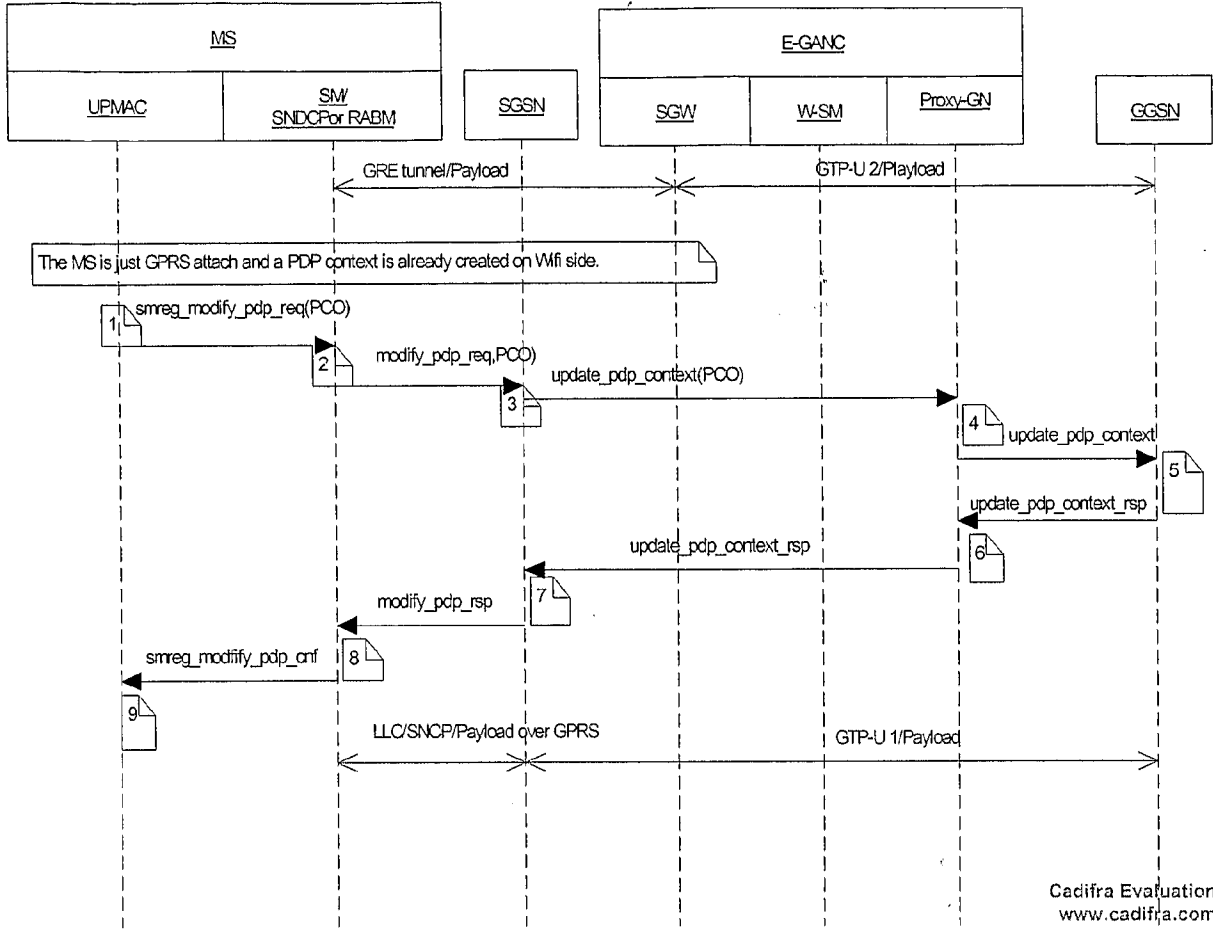 MS
E-GANC
UPMAC
SM/
SNDCPor RABM
SGSN
SGW
W-SM
Proxy-GN
GGSN
GRE tunnel/Payload
GTP-U 2/Playload
The MS is just GPRS attach and a PDP context is already created on Wifi side.
1
smreg_modify_pdp_req(PCO)
2
modify_pdp_req,PCO)
3
update_pdp_context(PCO)
4
update_pdp_context
5
update_pdp_context_rsp
6
update_pdp_context_rsp
7
modify_pdp_rsp
8
smreg_modfify_pdp_cnf
9
LLC/SNCP/Payload over GPRS
GTP-U 1/Payload
Cadifra Evaluation
www.cadifra.com